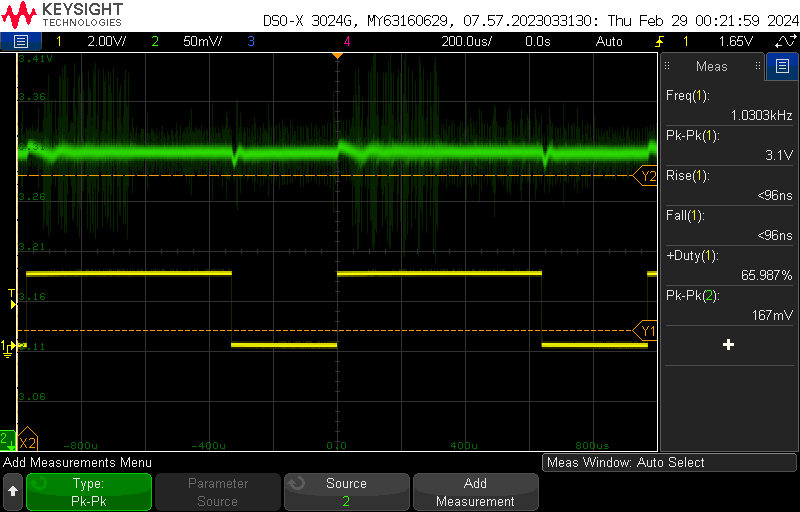 KEYSIGHT
TECHNOLOGIES
DSO-X 3024G, MY63160629, 07.57.2023033130: Thu Feb 29 00:21:59 2024
1 2.00V/ 2 50mV/ 3 4 200.0us/ 0.0s Auto 1 1.65V
3.41V
3.36
3.31
3.26
3.21
3.16
3.11
3.06
Y2
T
Y1
1
2
X2
-800u -400u 0.0 400u 800us
Meas
Freq(1):
1.0303kHz
Pk-Pk(1):
3.1V
Rise(1):
<96ns
Fall(1):
<96ns
+Duty(1):
65.987%
Pk-Pk(2):
167mV
Add Measurements Menu
Meas Window: Auto Select
Type:
Pk-Pk
Parameter
Source
Source
2
Add
Measurement